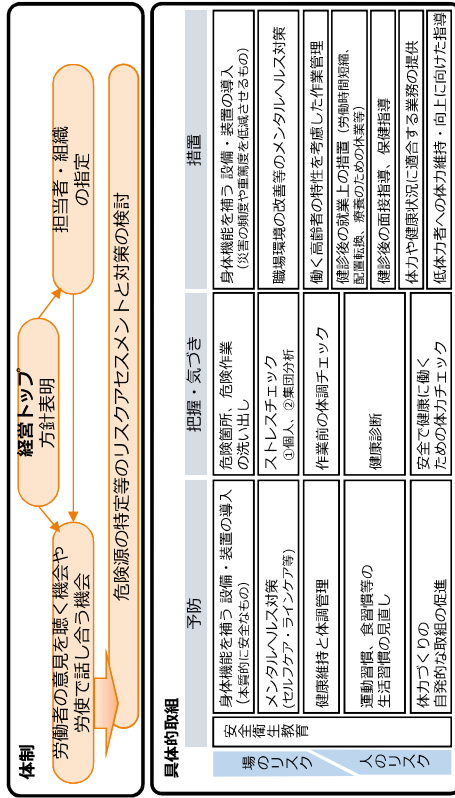 体制
経営トップ
方針表明
労働者の意見を聴く機会や
労使で話し合う機会
担当者・組織
の指定
危険源の特定等のリスクアセスメントと対策の検討
具体的取組
予防
把握・気づき
措置
場のリスク
人のリスク
安全衛生教育
身体機能を補う 設備・装置の導入
(本質的に安全なもの)
危険箇所、危険作業
の洗い出し
身体機能を補う 設備・装置の導入
(災害の頻度や重篤度を低減させるもの)
メンタルヘルス対策
(セルフケア・ラインケア等)
ストレスチェック
①個人、②集団分析
職場環境の改善等のメンタルヘルス対策
健康維持と体調管理
作業前の体調チェック
働く高齢者の特性を考慮した作業管理
運動習慣、食習慣等の
生活習慣の見直し
健康診断
健診後の就業上の措置 (労働時間短縮、
配置転換、療養のための休業等)
健診後の面接指導、保健指導
体力づくりの
自発的な取組の促進
安全で健康に働く
ための体力チェック
体力や健康状況に適合する業務の提供
低体力者への体力維持・向上に向けた指導